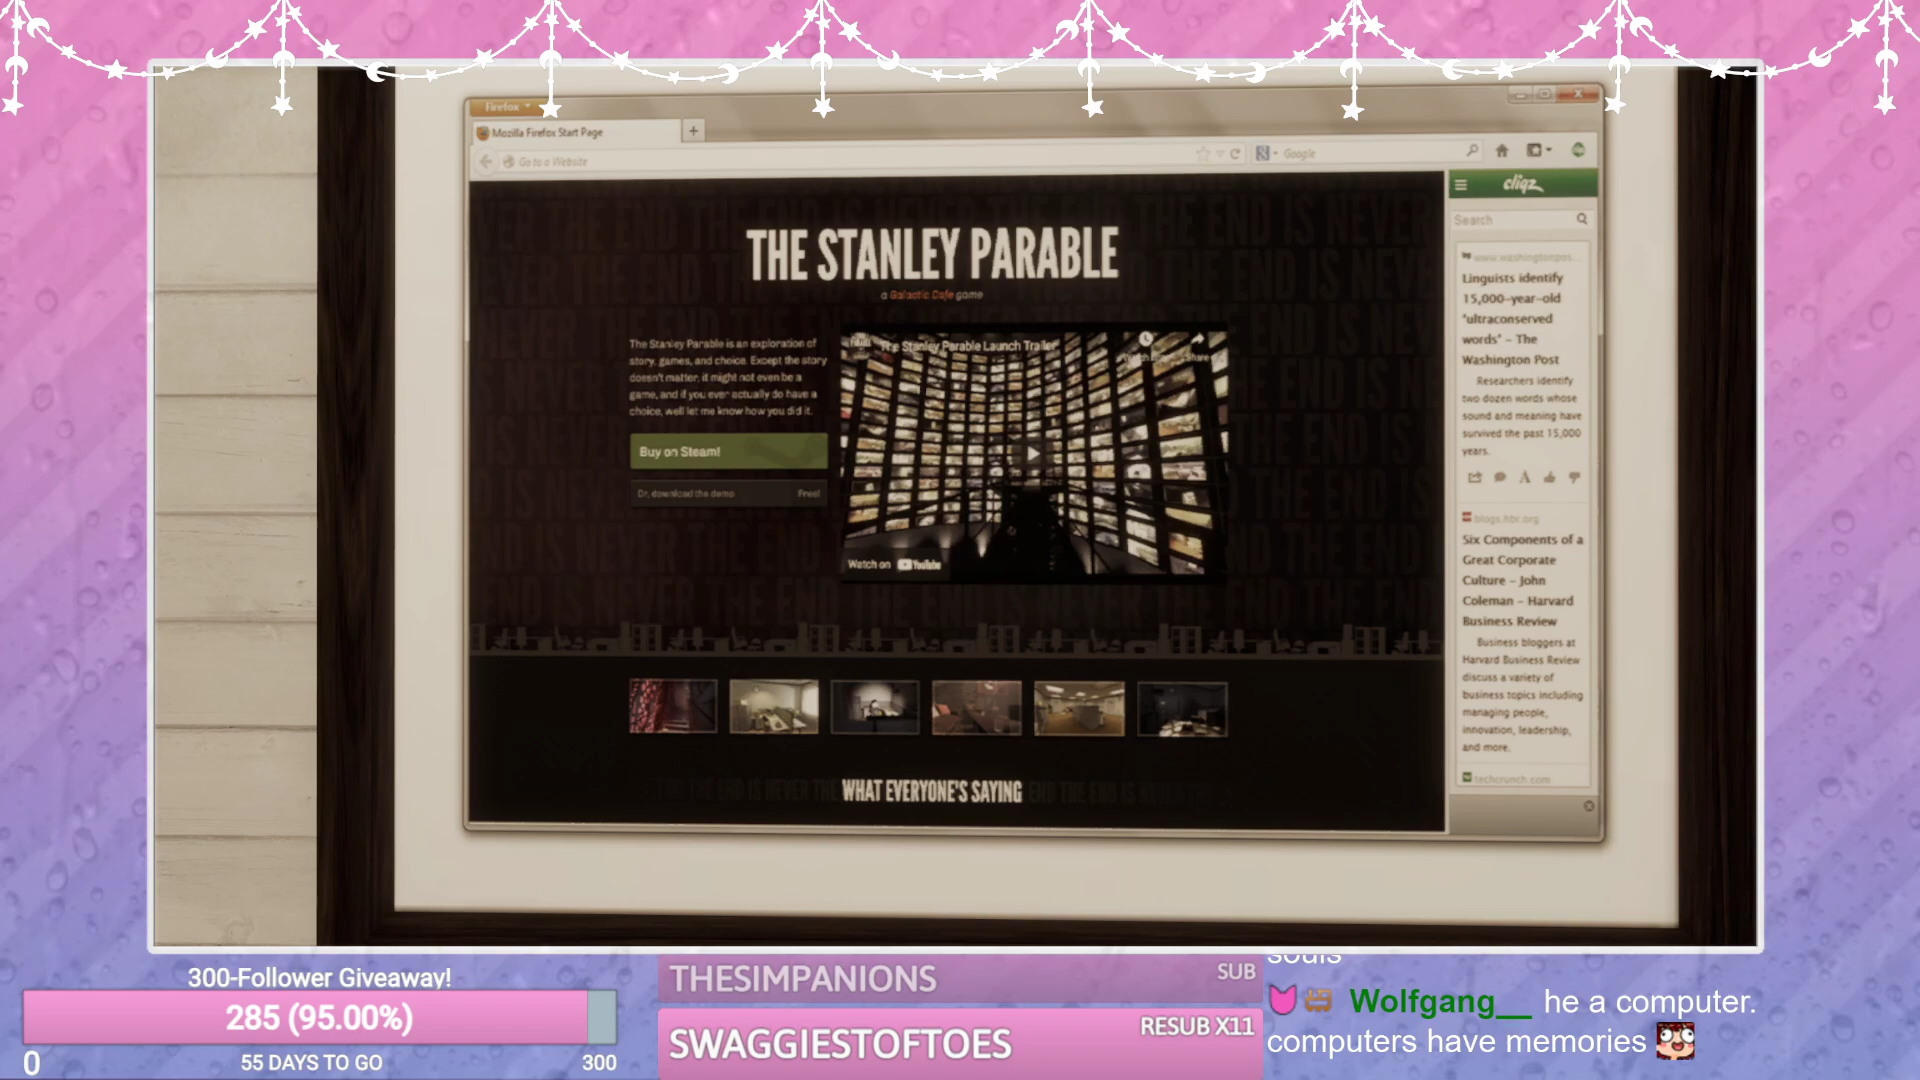 Firefox
Mozilla Firefox Start Page
+
Go to a Website
Google
cliqz
Search
THE STANLEY PARABLE
a Galactic Cafe game
The Stanley Parable is an exploration of
story, games, and choice. Except the story
doesn't matter, it might not even be a
game, and if you ever actually do have a
choice, well let me know how you did it.
Buy on Steam!
Or, download the demo Free!
The Stanley Parable Launch Trailer
Watch on YouTube
WHAT EVERYONE'S SAYING
www.washingtonpos...
Linguists identify
15,000-year-old
'ultraconserved
words' - The
Washington Post
Researchers identify
two dozen words whose
sound and meaning have
survived the past 15,000
years.
blogs.hbr.org
Six Components of a
Great Corporate
Culture - John
Coleman - Harvard
Business Review
Business bloggers at
Harvard Business Review
discuss a variety of
business topics including
managing people,
innovation, leadership,
and more.
techcrunch.com
300-Follower Giveaway!
285 (95.00%)
0 55 DAYS TO GO 300
THESIMPANIONS SUB
SWAGGIESTOFTOES RESUB X11
souls
Wolfgang__ he a computer.
computers have memories